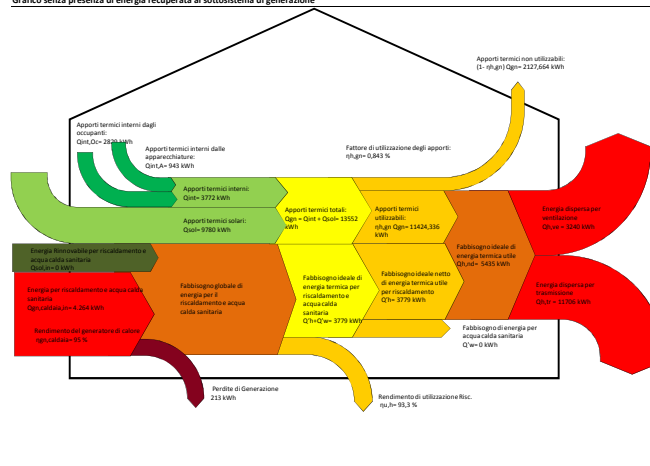 Grafico senza presenza di energia recuperata al sottosistema di generazione
Apporti termici non utilizzabili:
(1- ηh,gn) Qgn= 2127,664 kWh
Apporti termici interni dagli
occupanti:
Qint,Oc= 2829 kWh
Apporti termici interni dalle
apparecchiature:
Qint,A= 943 kWh
Fattore di utilizzazione degli apporti:
ηh,gn= 0,843 %
Apporti termici interni:
Qint= 3772 kWh
Apporti termici solari:
Qsol= 9780 kWh
Apporti termici totali:
Qgn = Qint + Qsol= 13552
kWh
Apporti termici
utilizzabili:
ηh,gn Qgn= 11424,336
kWh
Energia dispersa per
ventilazione
Qh,ve = 3240 kWh
Fabbisogno ideale di
energia termica utile
Qh,nd= 5435 kWh
Energia Rinnovabile per riscaldamento e
acqua calda sanitaria
Qsol,in= 0 kWh
Energia per riscaldamento e acqua calda
sanitaria
Qgn,caldaia,in= 4.264 kWh
Rendimento del generatore di calore
ηgn,caldaia= 95 %
Fabbisogno globale di
energia per il
riscaldamento e acqua
calda sanitaria
Fabbisogno ideale di
energia termica per
riscaldamento e
acqua calda
sanitaria
Q'h+Q'w= 3779 kWh
Fabbisogno ideale netto
di energia termica utile
per riscaldamento
Q'h= 3779 kWh
Energia dispersa per
trasmissione
Qh,tr = 13706 kWh
Fabbisogno di energia per
acqua calda sanitaria
Q'w= 0 kWh
Perdite di Generazione
213 kWh
Rendimento di utilizzazione Risc.
ηu,h= 93,3 %